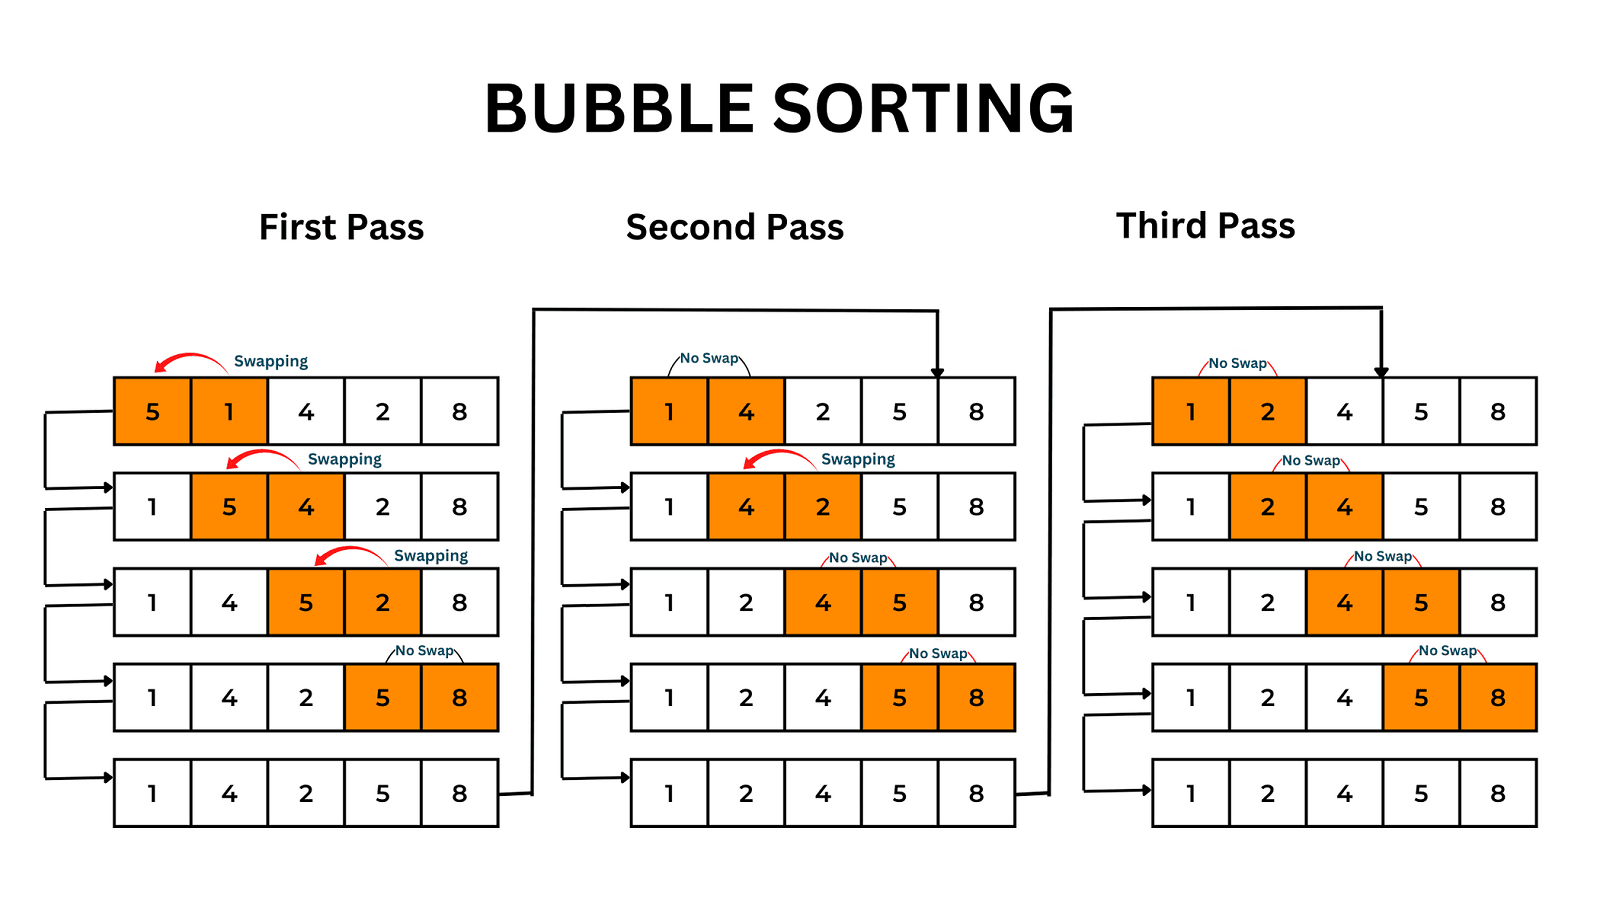 BUBBLE SORTING
First Pass
Swapping
5 1 4 2 8
Swapping
1 5 4 2 8
Swapping
1 4 5 2 8
No Swap
1 4 2 5 8
1 4 2 5 8
Second Pass
No Swap
1 4 2 5 8
Swapping
1 4 2 5 8
No Swap
1 2 4 5 8
No Swap
1 2 4 5 8
1 2 4 5 8
Third Pass
No Swap
1 2 4 5 8
No Swap
1 2 4 5 8
No Swap
1 2 4 5 8
No Swap
1 2 4 5 8
1 2 4 5 8